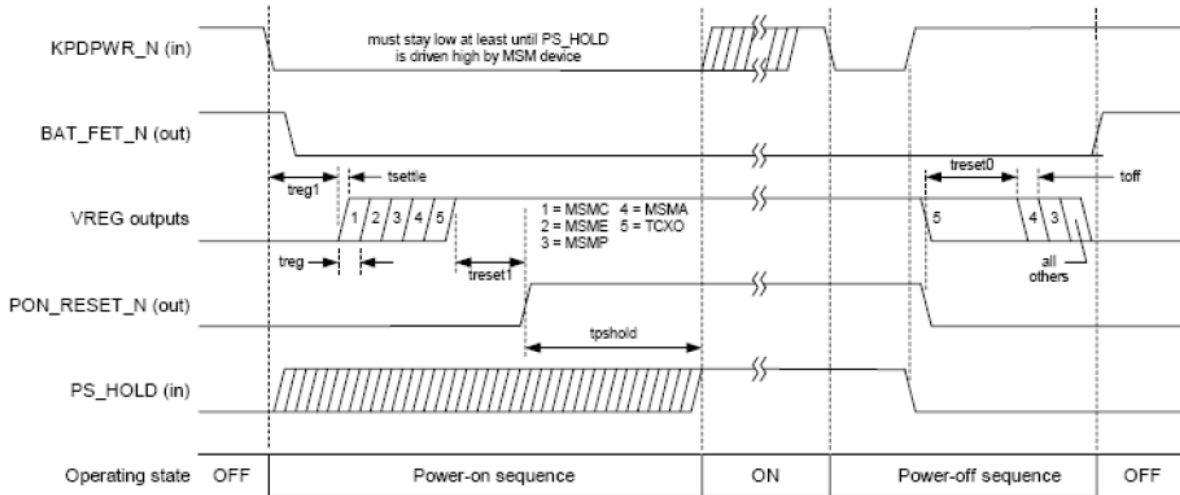 KPDPWR_N (in)
must stay low at least until PS_HOLD
is driven high by MSM device
BAT_FET_N (out)
treg1
tsettle
treset0
toff
VREG outputs
1 2 3 4 5
1 = MSMC 4 = MSMA
2 = MSME 5 = TCXO
3 = MSMP
5
4 3
treg
treset1
all
others
PON_RESET_N (out)
tpshold
PS_HOLD (in)
Operating state OFF Power-on sequence ON Power-off sequence OFF